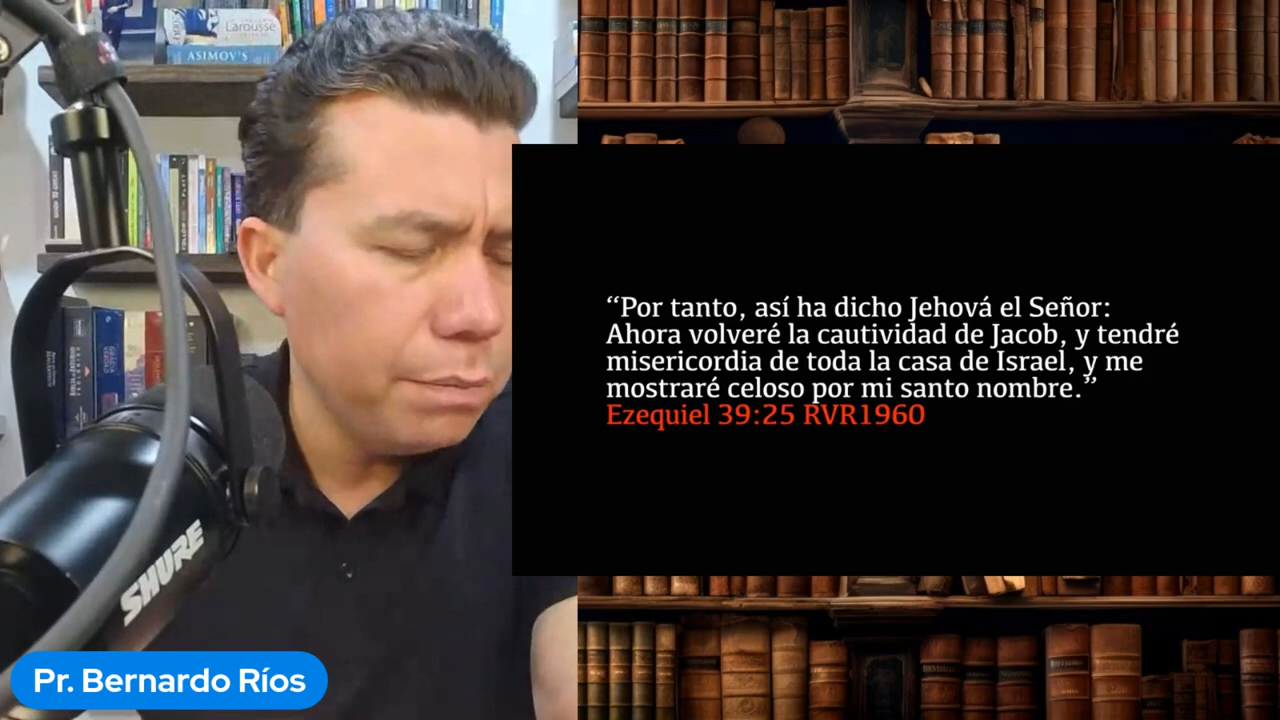 Larousse
ASIMOV'S
“Por tanto, así ha dicho Jehová el Señor:
Ahora volveré la cautividad de Jacob, y tendré
misericordia de toda la casa de Israel, y me
mostraré celoso por mi santo nombre.”
Ezequiel 39:25 RVR1960
SHURE
Pr. Bernardo Ríos